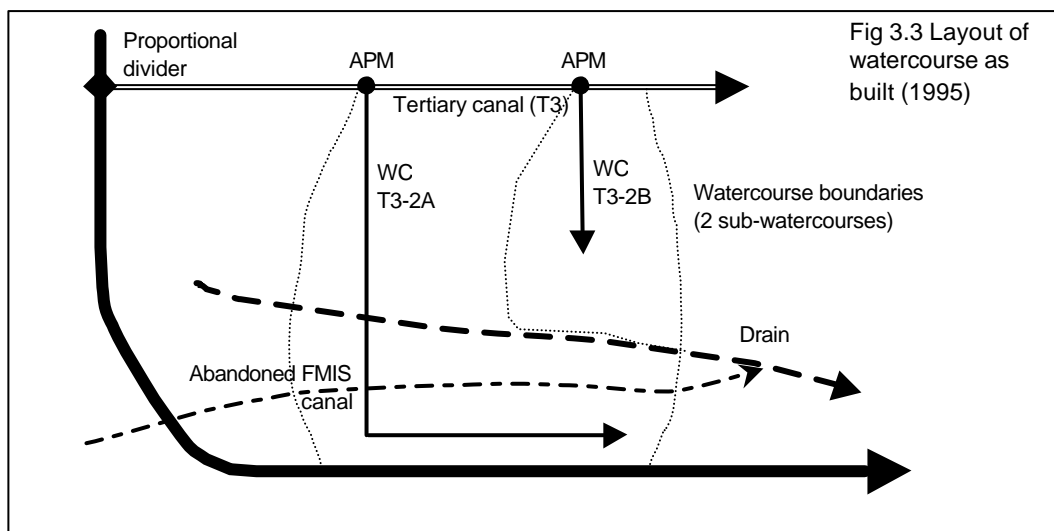 Proportional
divider
APM
APM
Fig 3.3 Layout of
watercourse as
built (1995)
Tertiary canal (T3)
WC
T3-2A
WC
T3-2B
Watercourse boundaries
(2 sub-watercourses)
Drain
Abandoned FMIS
canal